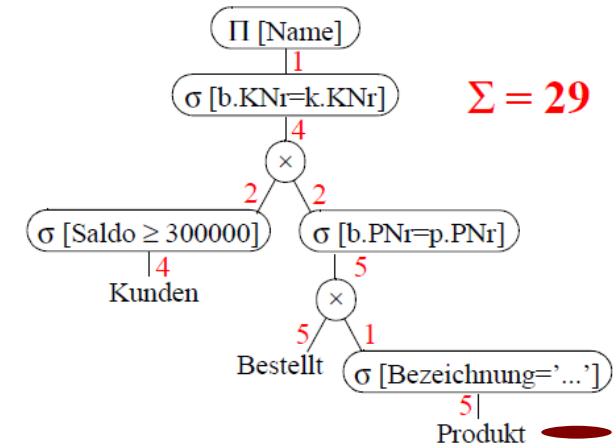 Π [Name]
1
σ [b.KNr=k.KNr]
Σ = 29
4
×
2 2
σ [Saldo ≥ 300000]
σ [b.PNr=p.PNr]
4
5
Kunden
×
5 1
Bestellt
σ [Bezeichnung='...']
5
Produkt